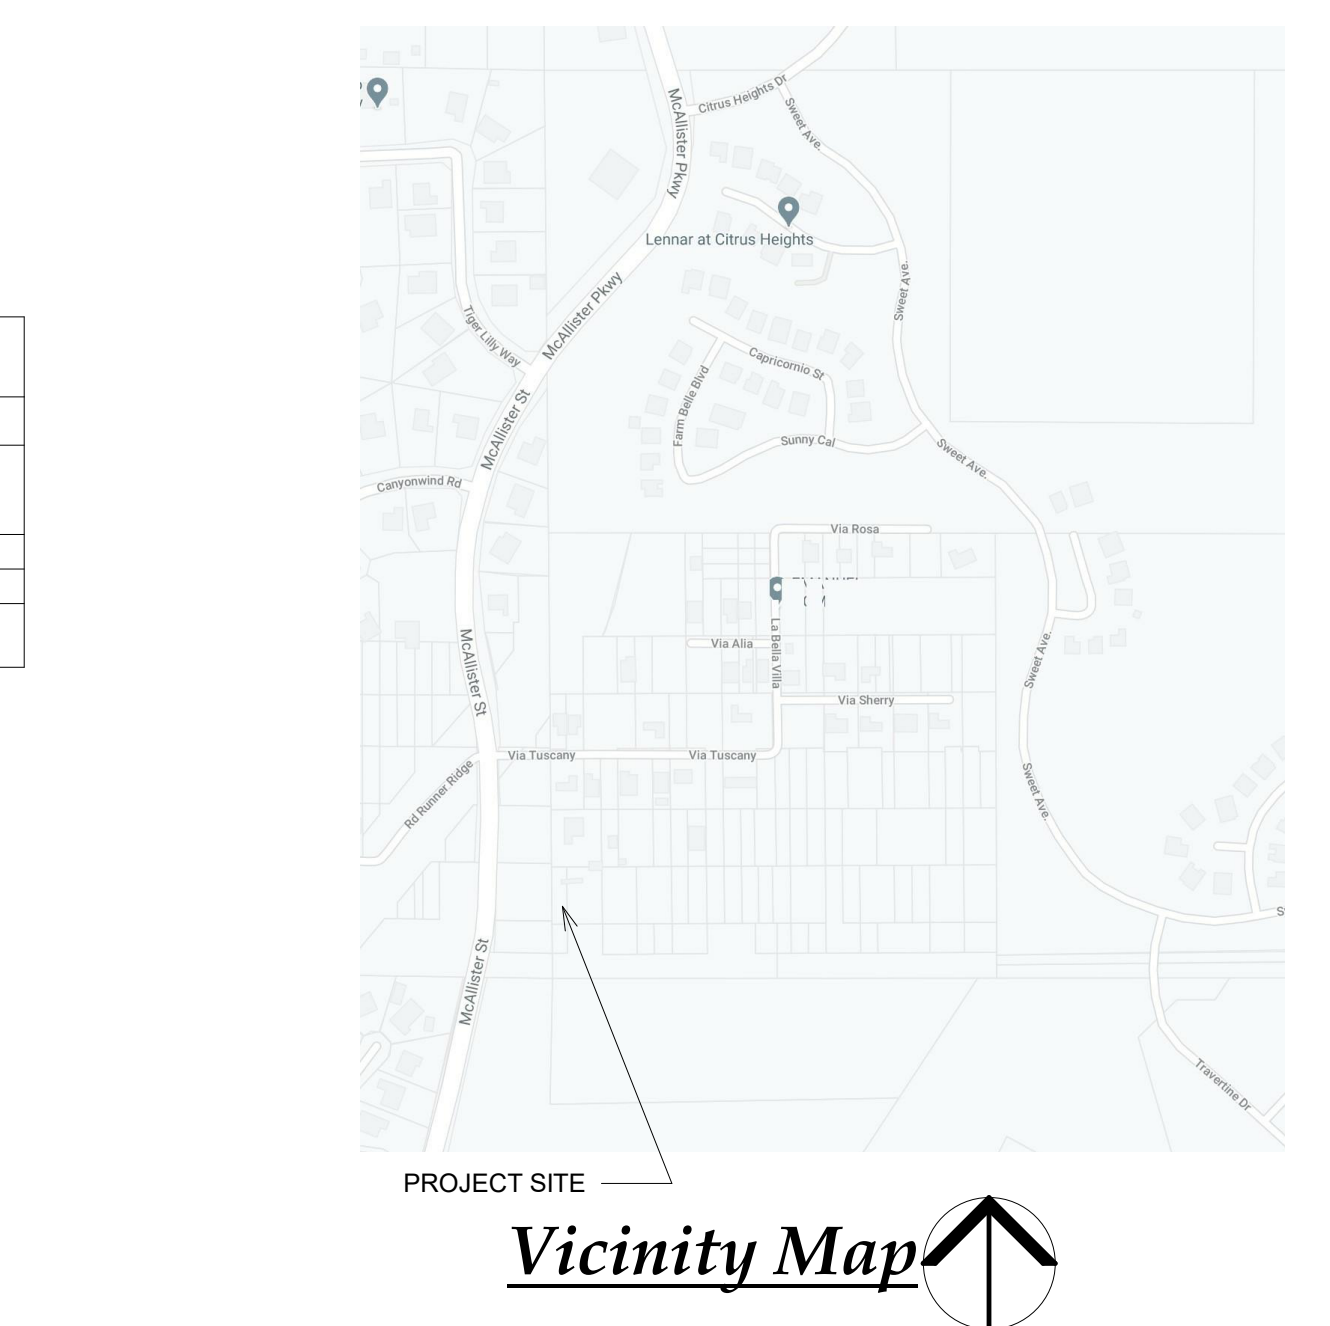 Citrus Heights Dr
McAllister Pkwy
Sweet Ave.
Lennar at Citrus Heights
McAllister Pkwy
Sweet Ave.
Tiger Lilly Way
Capricornio St
Farm Belle Blvd
McAllister St
Sunny Cal
Sweet Ave.
Canyonwind Rd
Via Rosa
La Bella Villa
Via Alia
Sweet Ave.
McAllister St
Via Sherry
Via Tuscany
Via Tuscany
Rd Runner Ridge
Sweet Ave.
McAllister St
Travertine Dr
PROJECT SITE
Vicinity Map